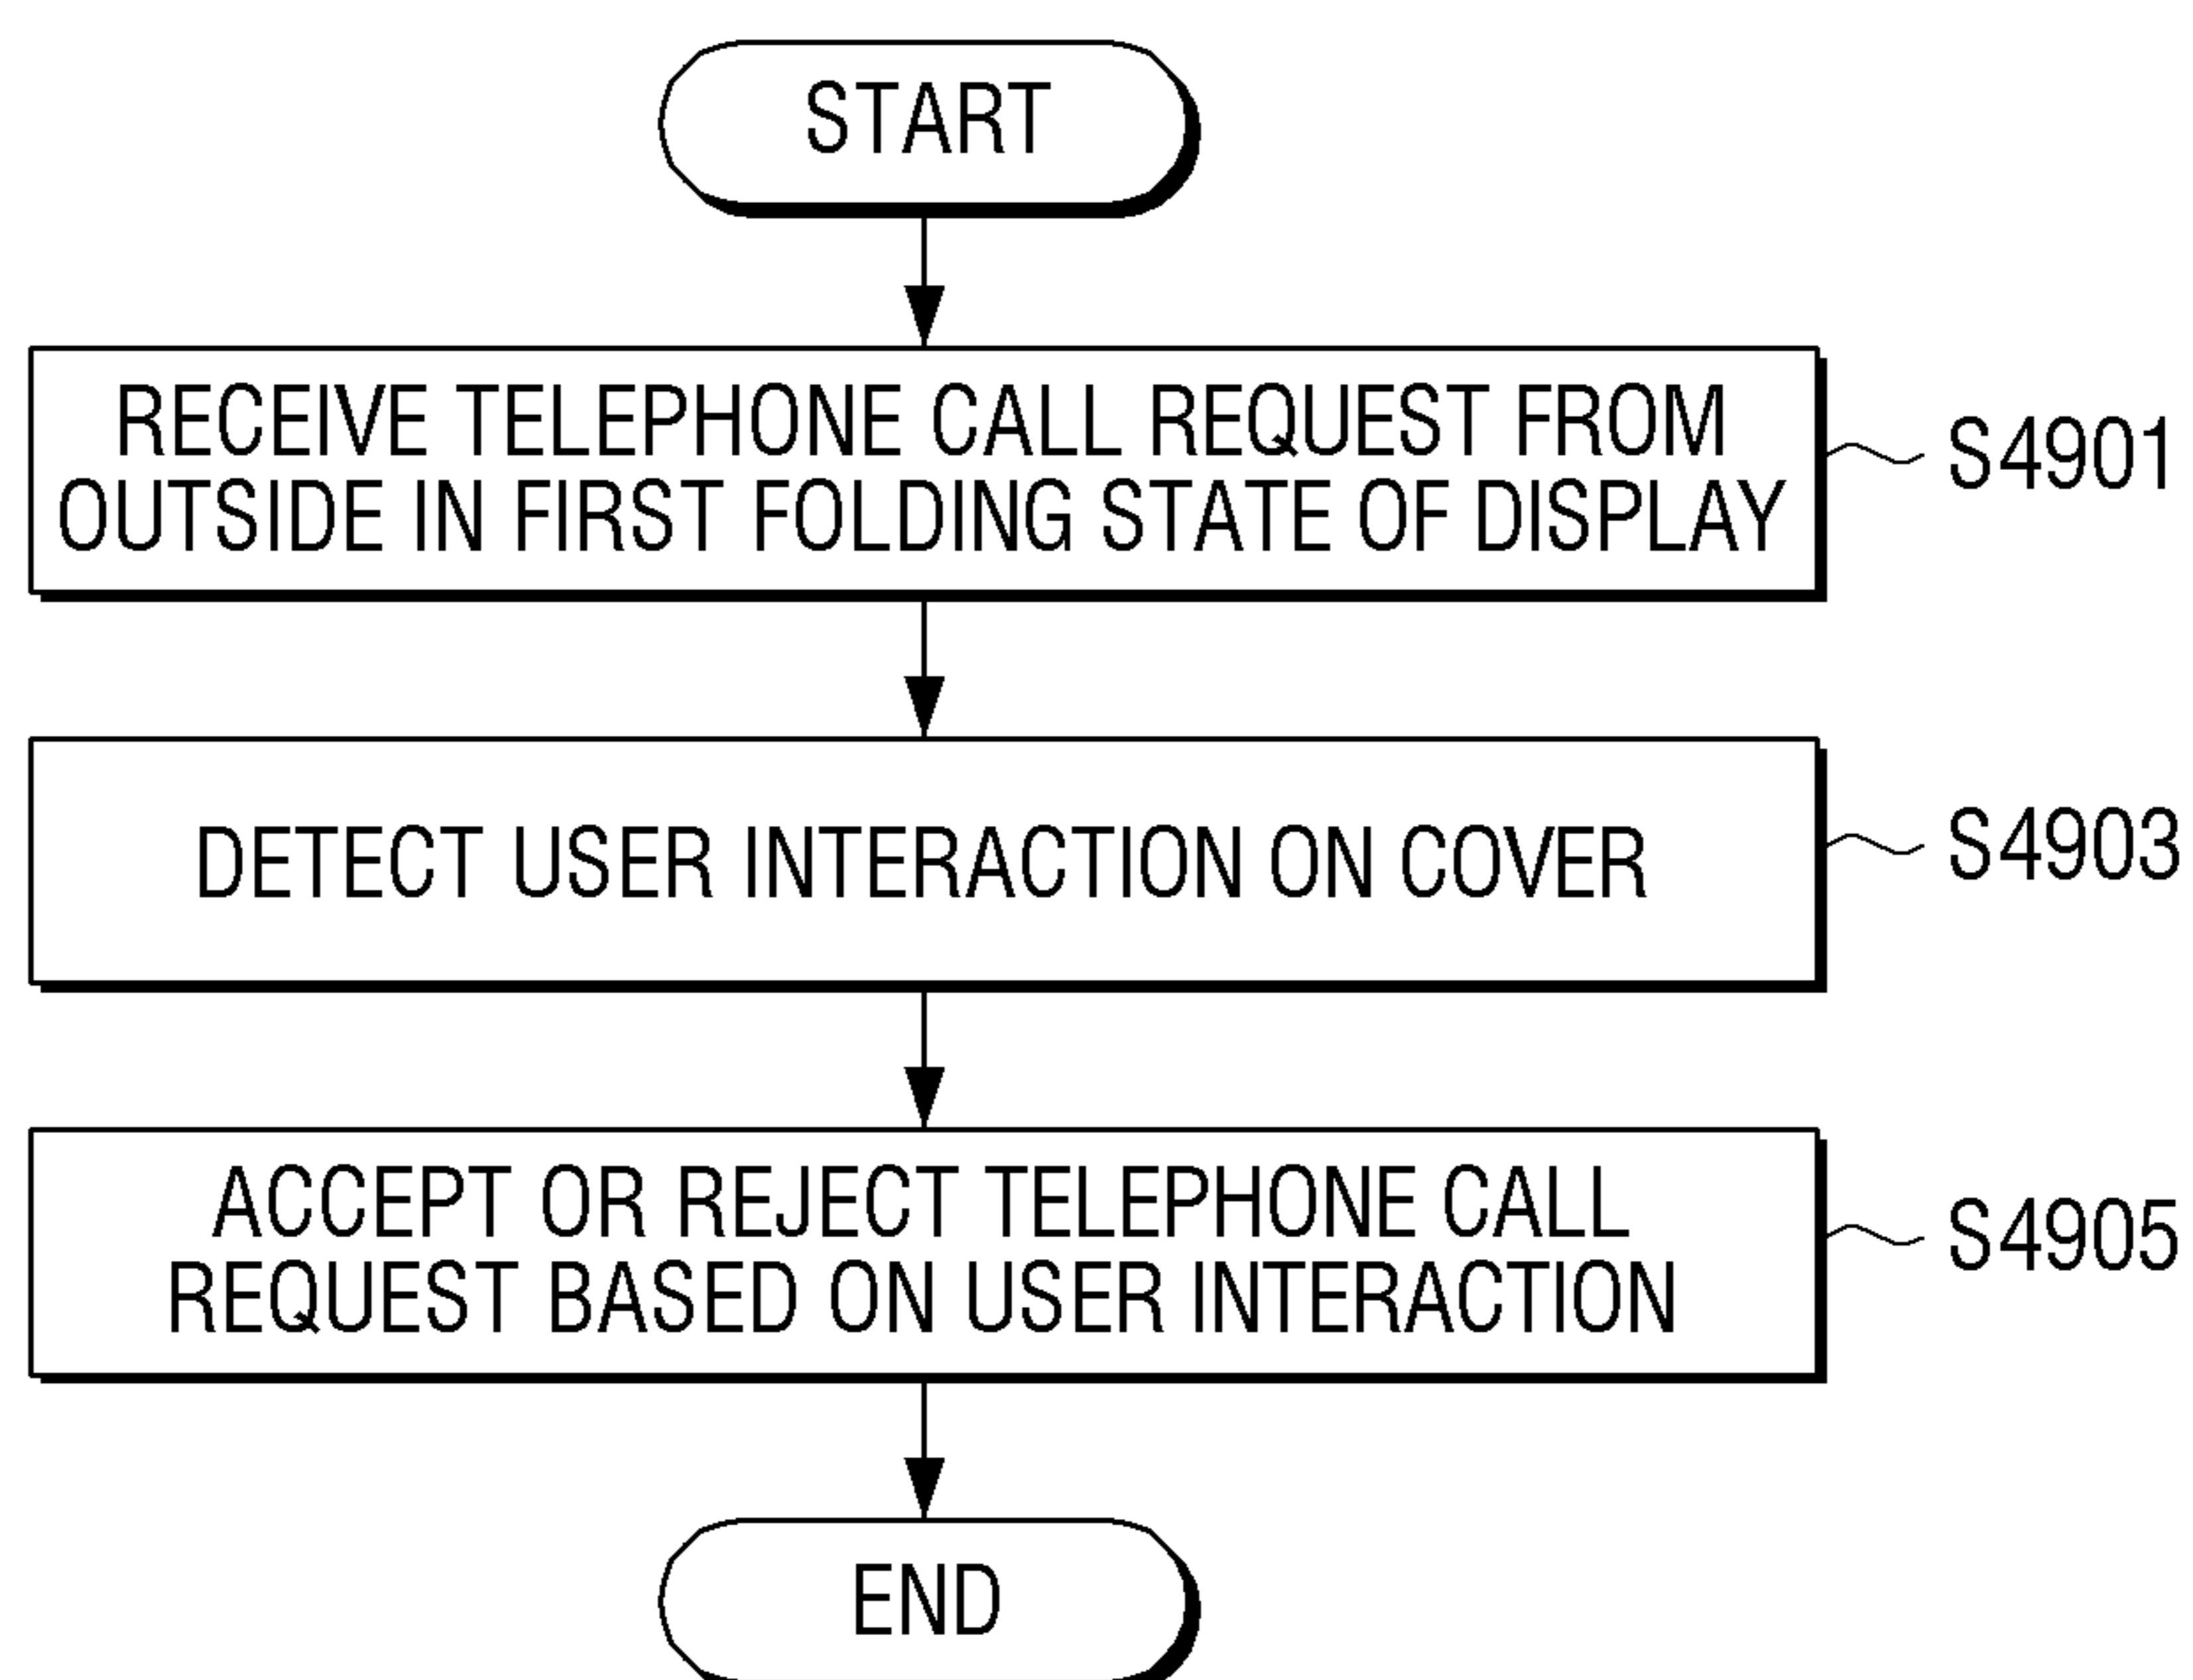 START
RECEIVE TELEPHONE CALL REQUEST FROM
OUTSIDE IN FIRST FOLDING STATE OF DISPLAY
S4901
DETECT USER INTERACTION ON COVER
S4903
ACCEPT OR REJECT TELEPHONE CALL
REQUEST BASED ON USER INTERACTION
S4905
END